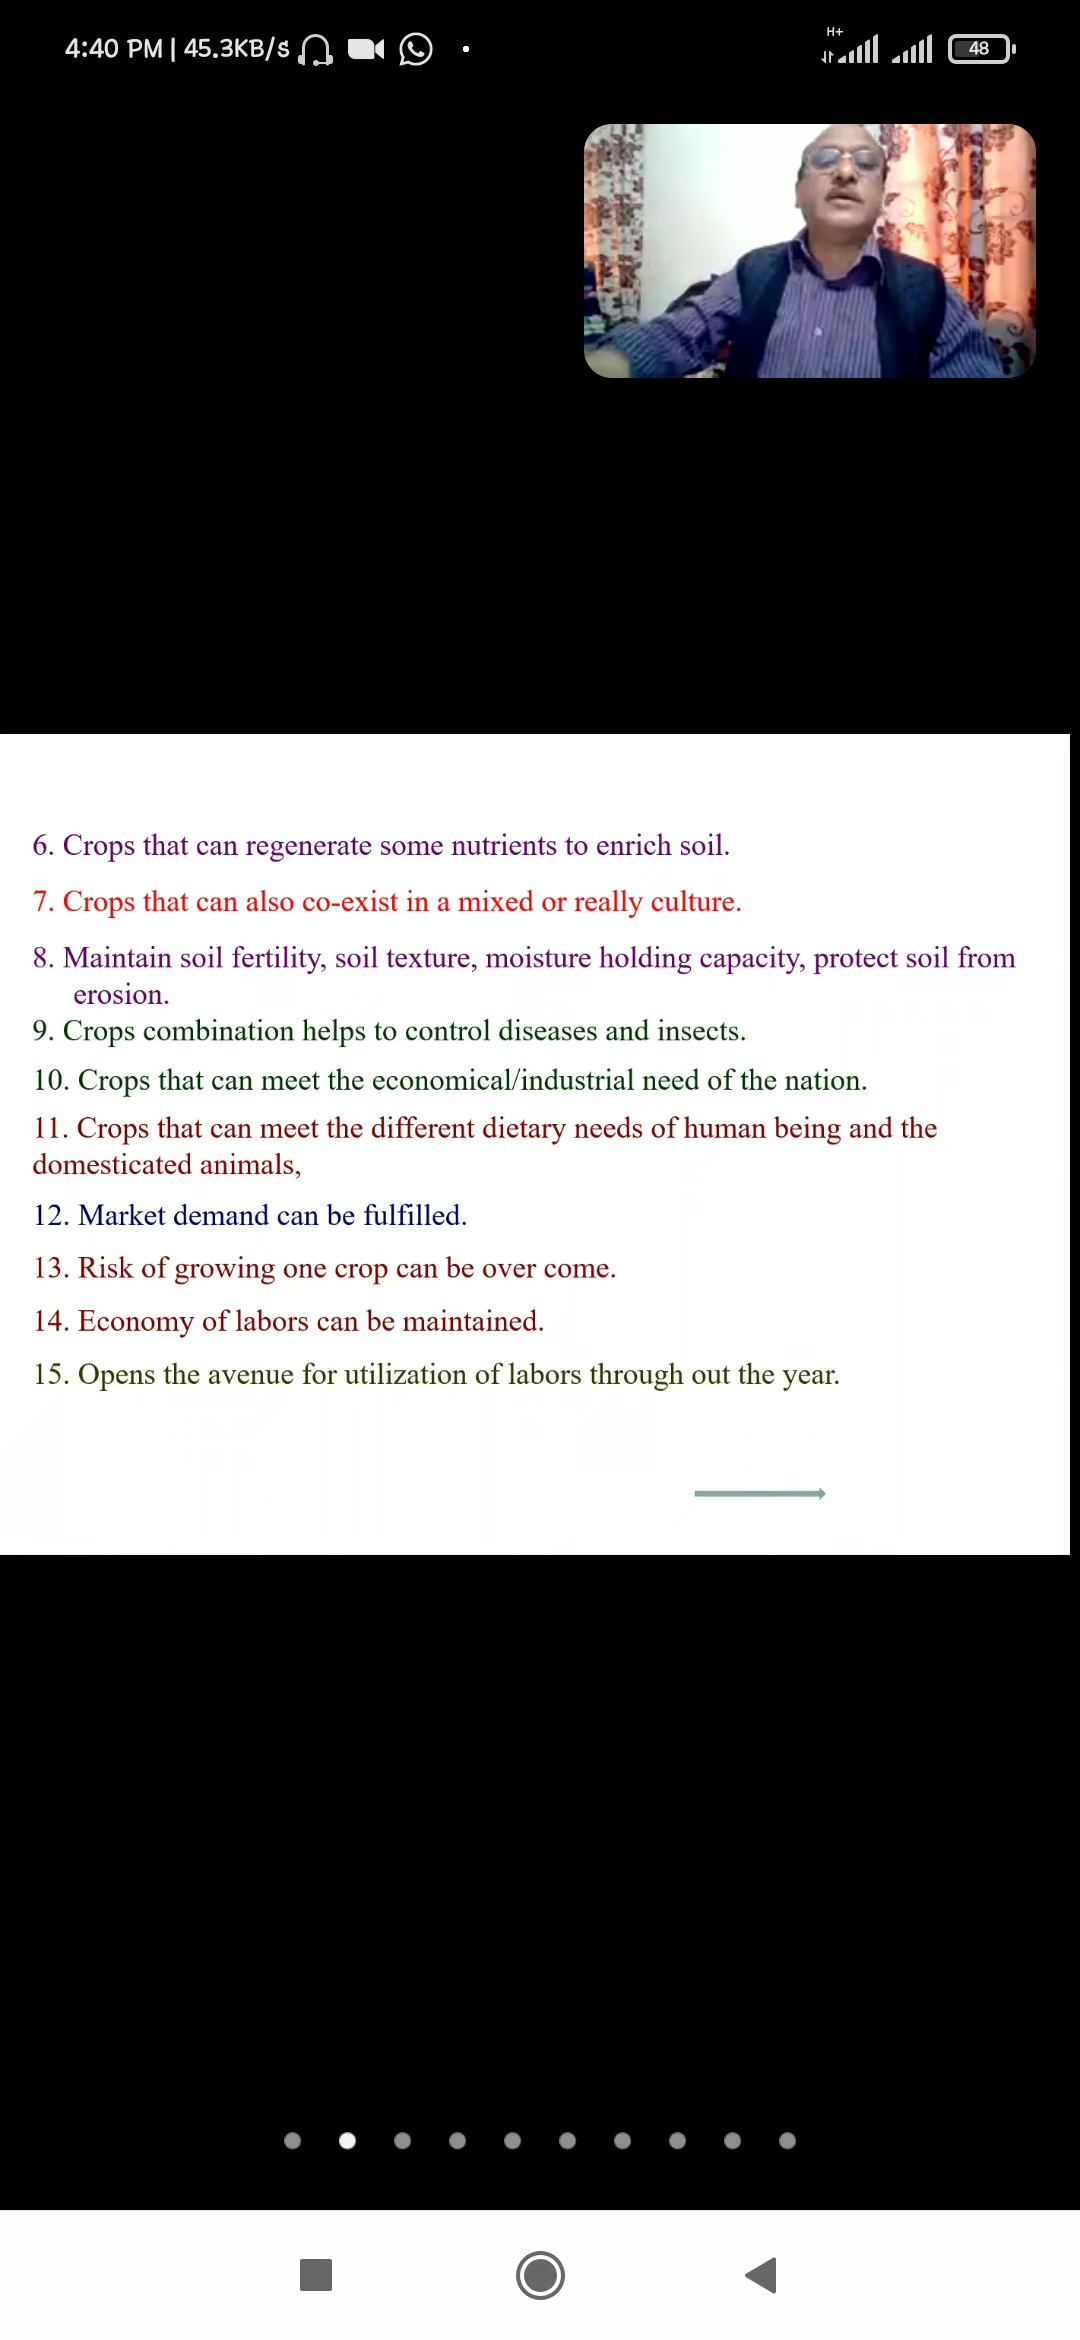 4:40 PM | 45.3KB/s
H+
48
6. Crops that can regenerate some nutrients to enrich soil.
7. Crops that can also co-exist in a mixed or really culture.
8. Maintain soil fertility, soil texture, moisture holding capacity, protect soil from
erosion.
9. Crops combination helps to control diseases and insects.
10. Crops that can meet the economical/industrial need of the nation.
11. Crops that can meet the different dietary needs of human being and the
domesticated animals,
12. Market demand can be fulfilled.
13. Risk of growing one crop can be over come.
14. Economy of labors can be maintained.
15. Opens the avenue for utilization of labors through out the year.